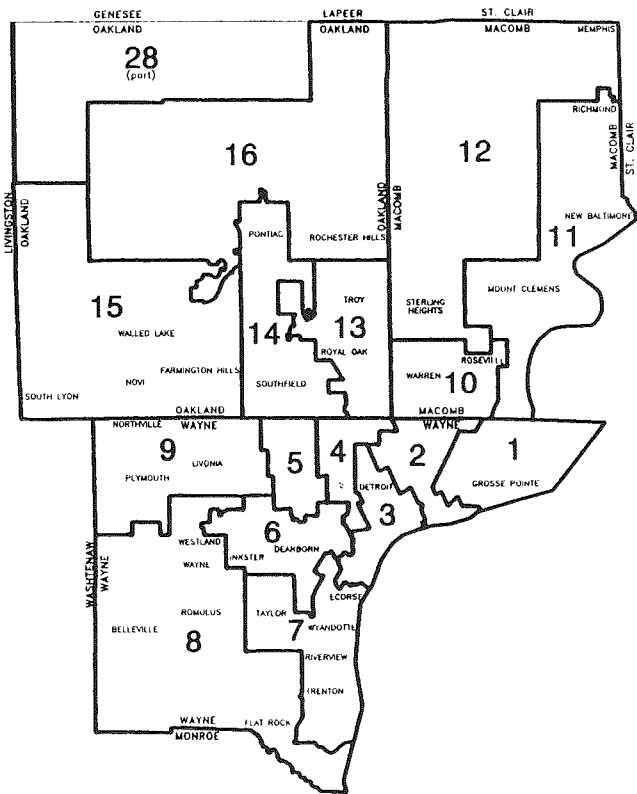 GENESEE
OAKLAND
LAPEER
OAKLAND
ST. CLAIR
MACOMB
MEMPHIS
28
(part)
RICHMOND
MACOMB
ST. CLAIR
16
12
LIVINGSTON
OAKLAND
OAKLAND
MACOMB
NEW BALTIMORE
11
PONTIAC
ROCHESTER HILLS
MOUNT CLEMENS
15
WALLED LAKE
14
TROY
13
STERLING
HEIGHTS
ROYAL OAK
ROSEVILL
FARMINGTON HILLS
NOVI
SOUTHFIELD
WARREN
10
SOUTH LYON
OAKLAND
WAYNE
MACOMB
WAYNE
NORTHVILLE
9
LIVONIA
PLYMOUTH
5
4
2
1
DETROIT
GROSSE POINTE
3
6
WESTLAND
DEARBORN
WAYNE
INKSTER
WASHTENAW
WAYNE
ECORSE
ROMULUS
TAYLOR
BELLEVILLE
8
7
WYANDOTTE
RIVERVIEW
TRENTON
WAYNE
MONROE
FLAT ROCK